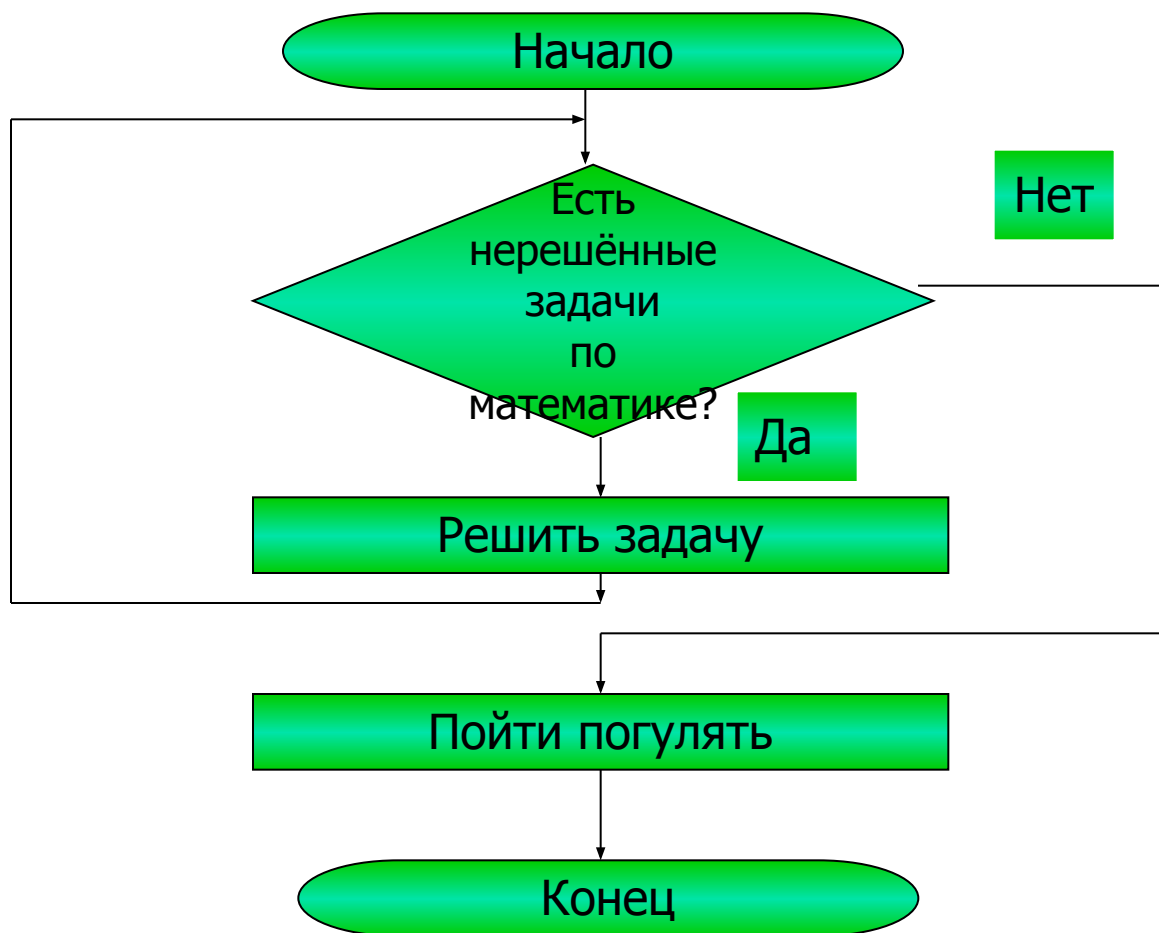 Начало
Нет
Есть
нерешённые
задачи
по
математике?
Да
Решить задачу
Пойти погулять
Конец